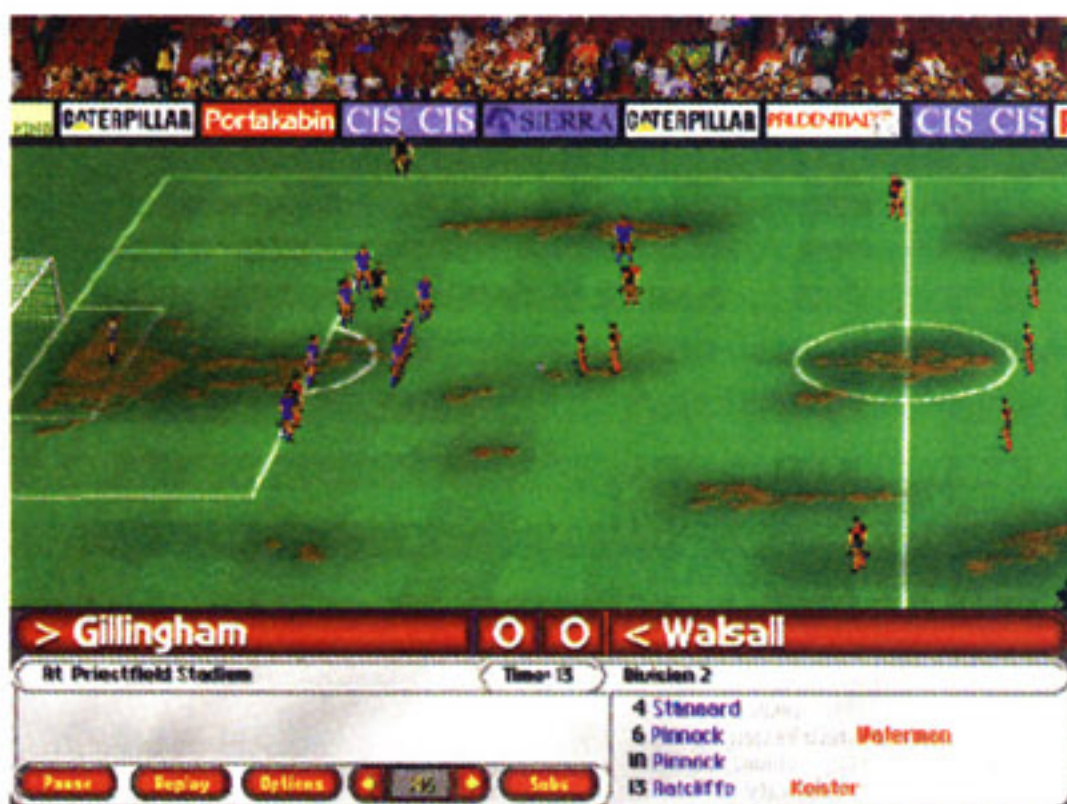 CATERPILLAR Portakabin CIS CIS SIERRA CATERPILLAR PRUDENTIAL CIS CIS
> Gillingham 0 0 < Walsall
At Priestfield Stadium Time: 13 Division 2
4 Stannard
6 Pinnock Waterman
10 Pinnock
13 Ratcliffe Keister
Pause Replay Options Subs